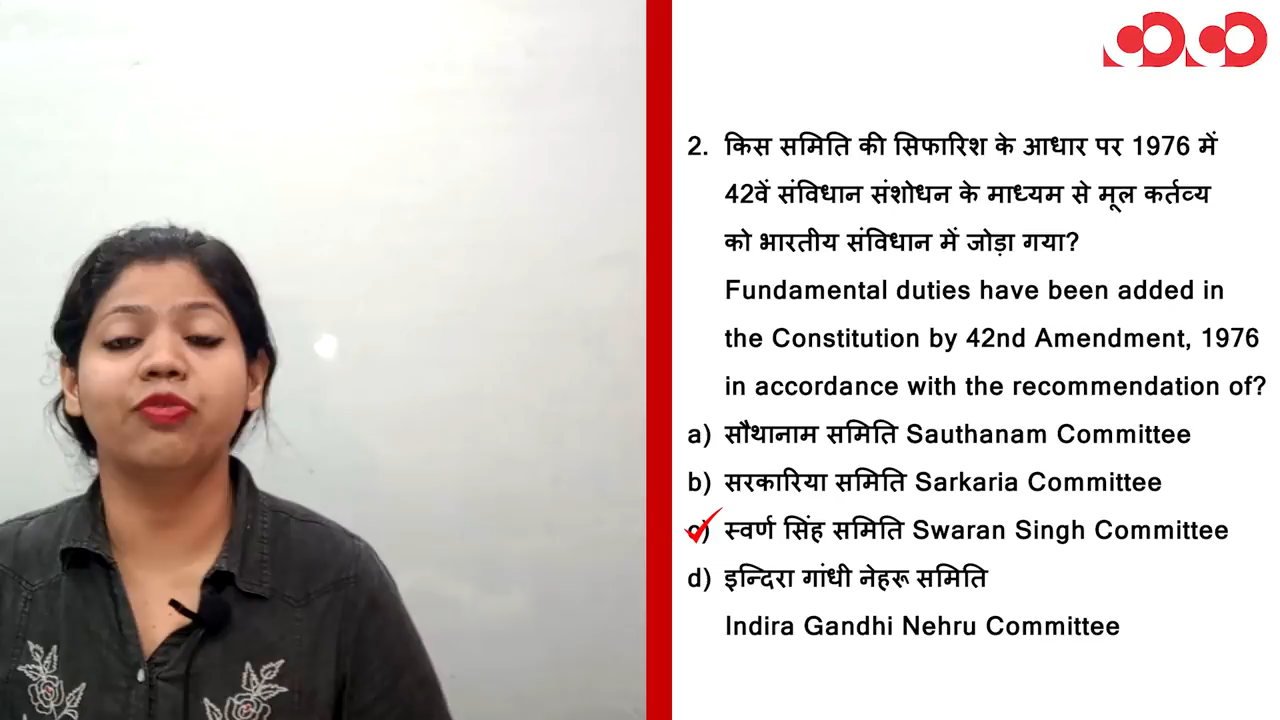 2. किस समिति की सिफारिश के आधार पर 1976 में
42वें संविधान संशोधन के माध्यम से मूल कर्तव्य
को भारतीय संविधान में जोड़ा गया?
Fundamental duties have been added in
the Constitution by 42nd Amendment, 1976
in accordance with the recommendation of?
a) सौथानाम समिति Sauthanam Committee
b) सरकारिया समिति Sarkaria Committee
c) स्वर्ण सिंह समिति Swaran Singh Committee
d) इन्दिरा गांधी नेहरू समिति
Indira Gandhi Nehru Committee